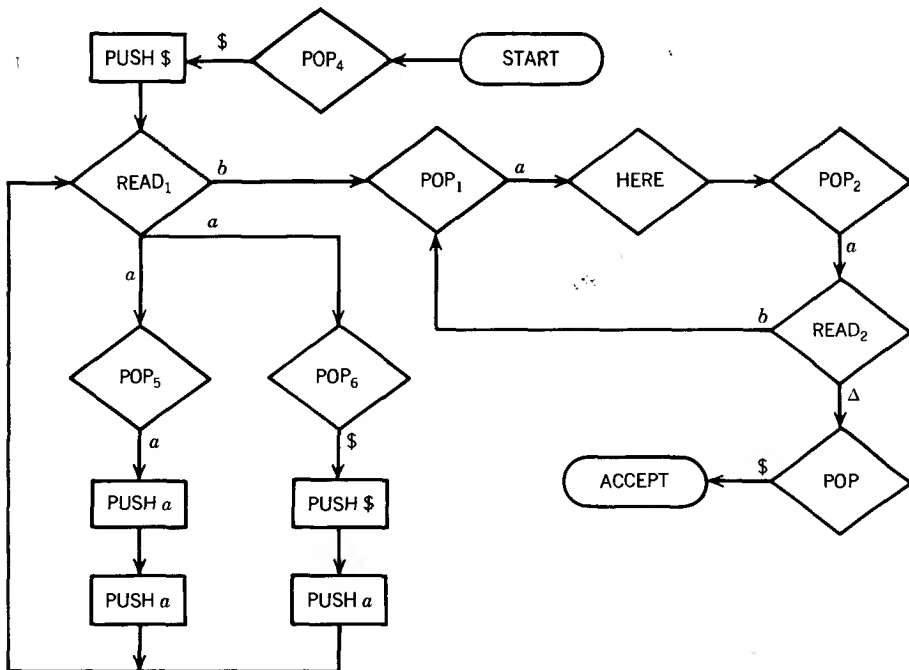 PUSH $
$
POP4
START
READ1
b
POP1
a
HERE
POP2
a
a
a
b
READ2
POP5
POP6
Δ
a
$
ACCEPT
$
POP
PUSH a
PUSH $
PUSH a
PUSH a